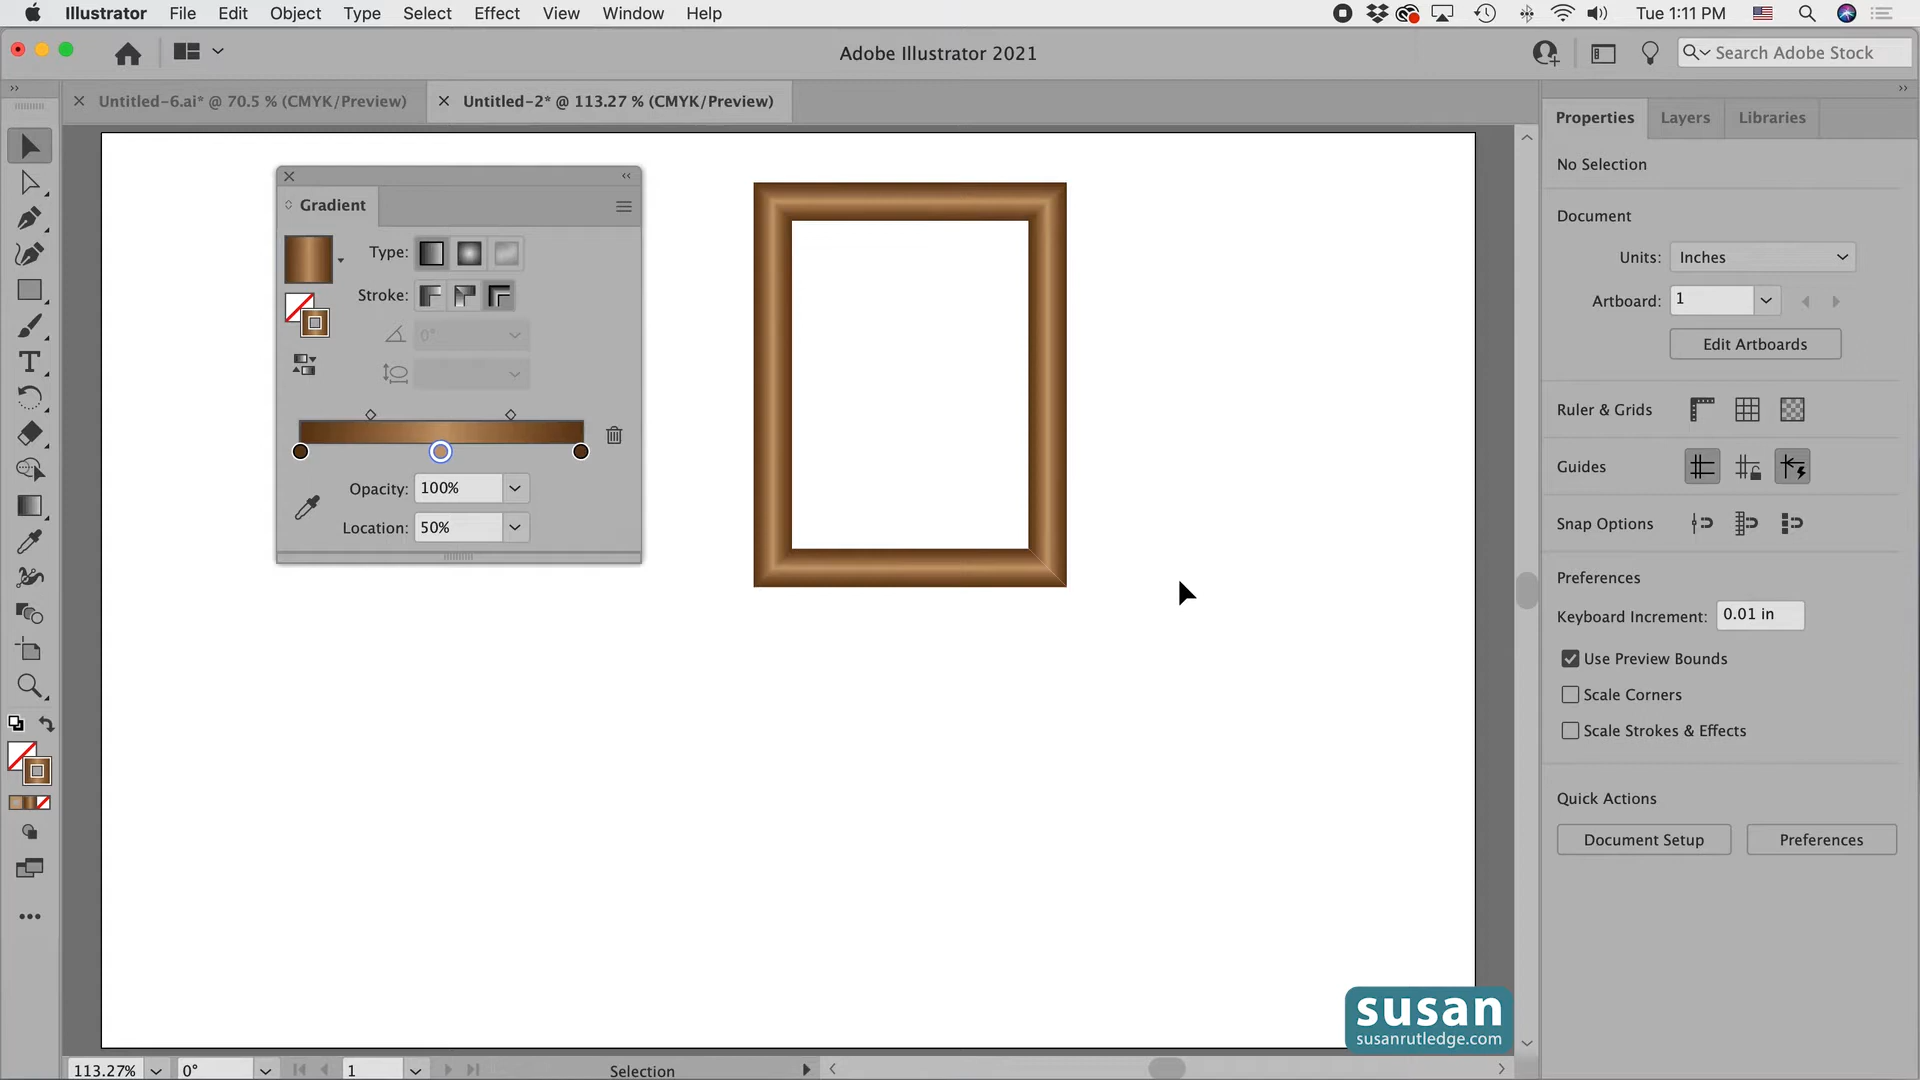 Illustrator File Edit Object Type Select Effect View Window Help Tue 1:11 PM
Adobe Illustrator 2021 Search Adobe Stock
Untitled-6.ai* @ 70.5 % (CMYK/Preview) Untitled-2* @ 113.27 % (CMYK/Preview)
Gradient
Type:
Stroke:
0°
Opacity: 100%
Location: 50%
Properties Layers Libraries
No Selection
Document
Units: Inches
Artboard: 1
Edit Artboards
Ruler & Grids
Guides
Snap Options
Preferences
Keyboard Increment: 0.01 in
Use Preview Bounds
Scale Corners
Scale Strokes & Effects
Quick Actions
Document Setup Preferences
susan
susanrutledge.com
113.27% 0° 1 Selection